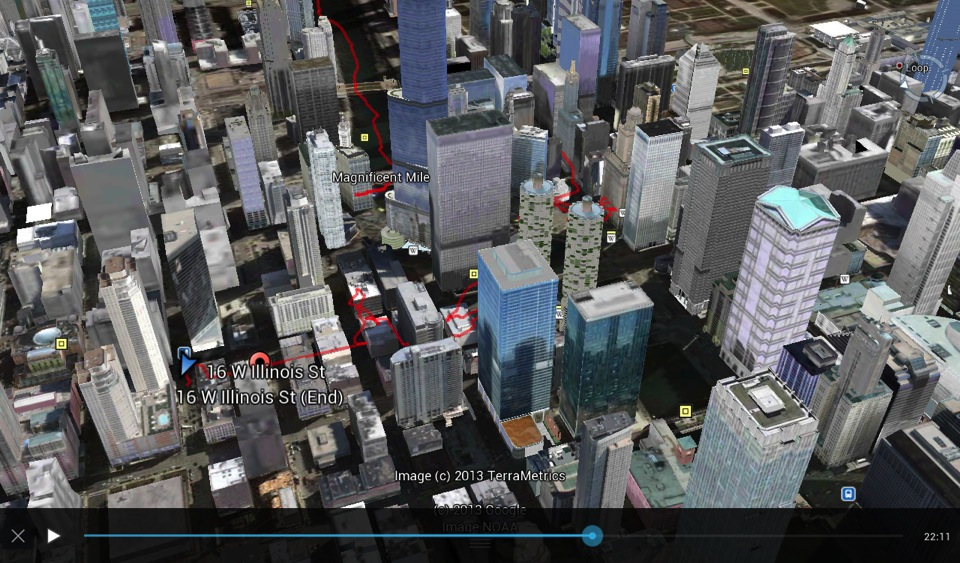 Loop
Magnificent Mile
16 W Illinois St
16 W Illinois St (End)
Image (c) 2013 TerraMetrics
(c) 2013 Google
Image NOAA
22:11